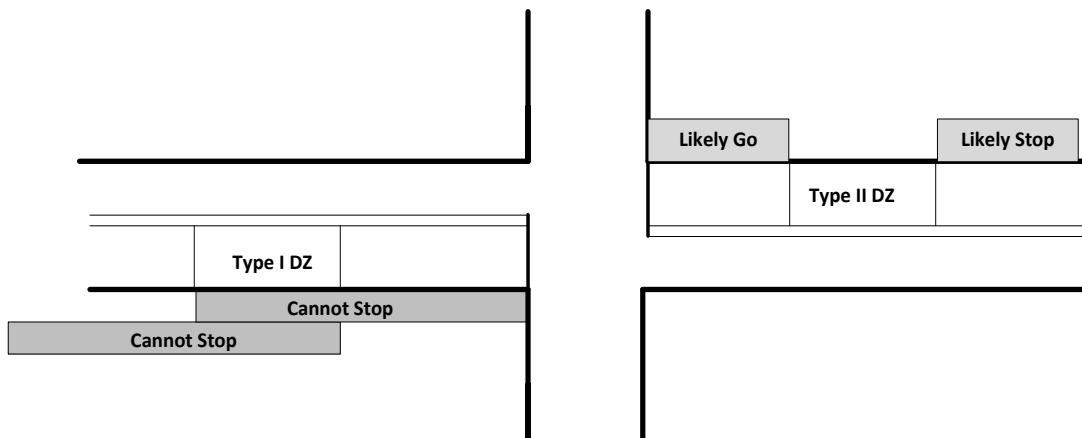 Likely Go
Likely Stop
Type II DZ
Type I DZ
Cannot Stop
Cannot Stop